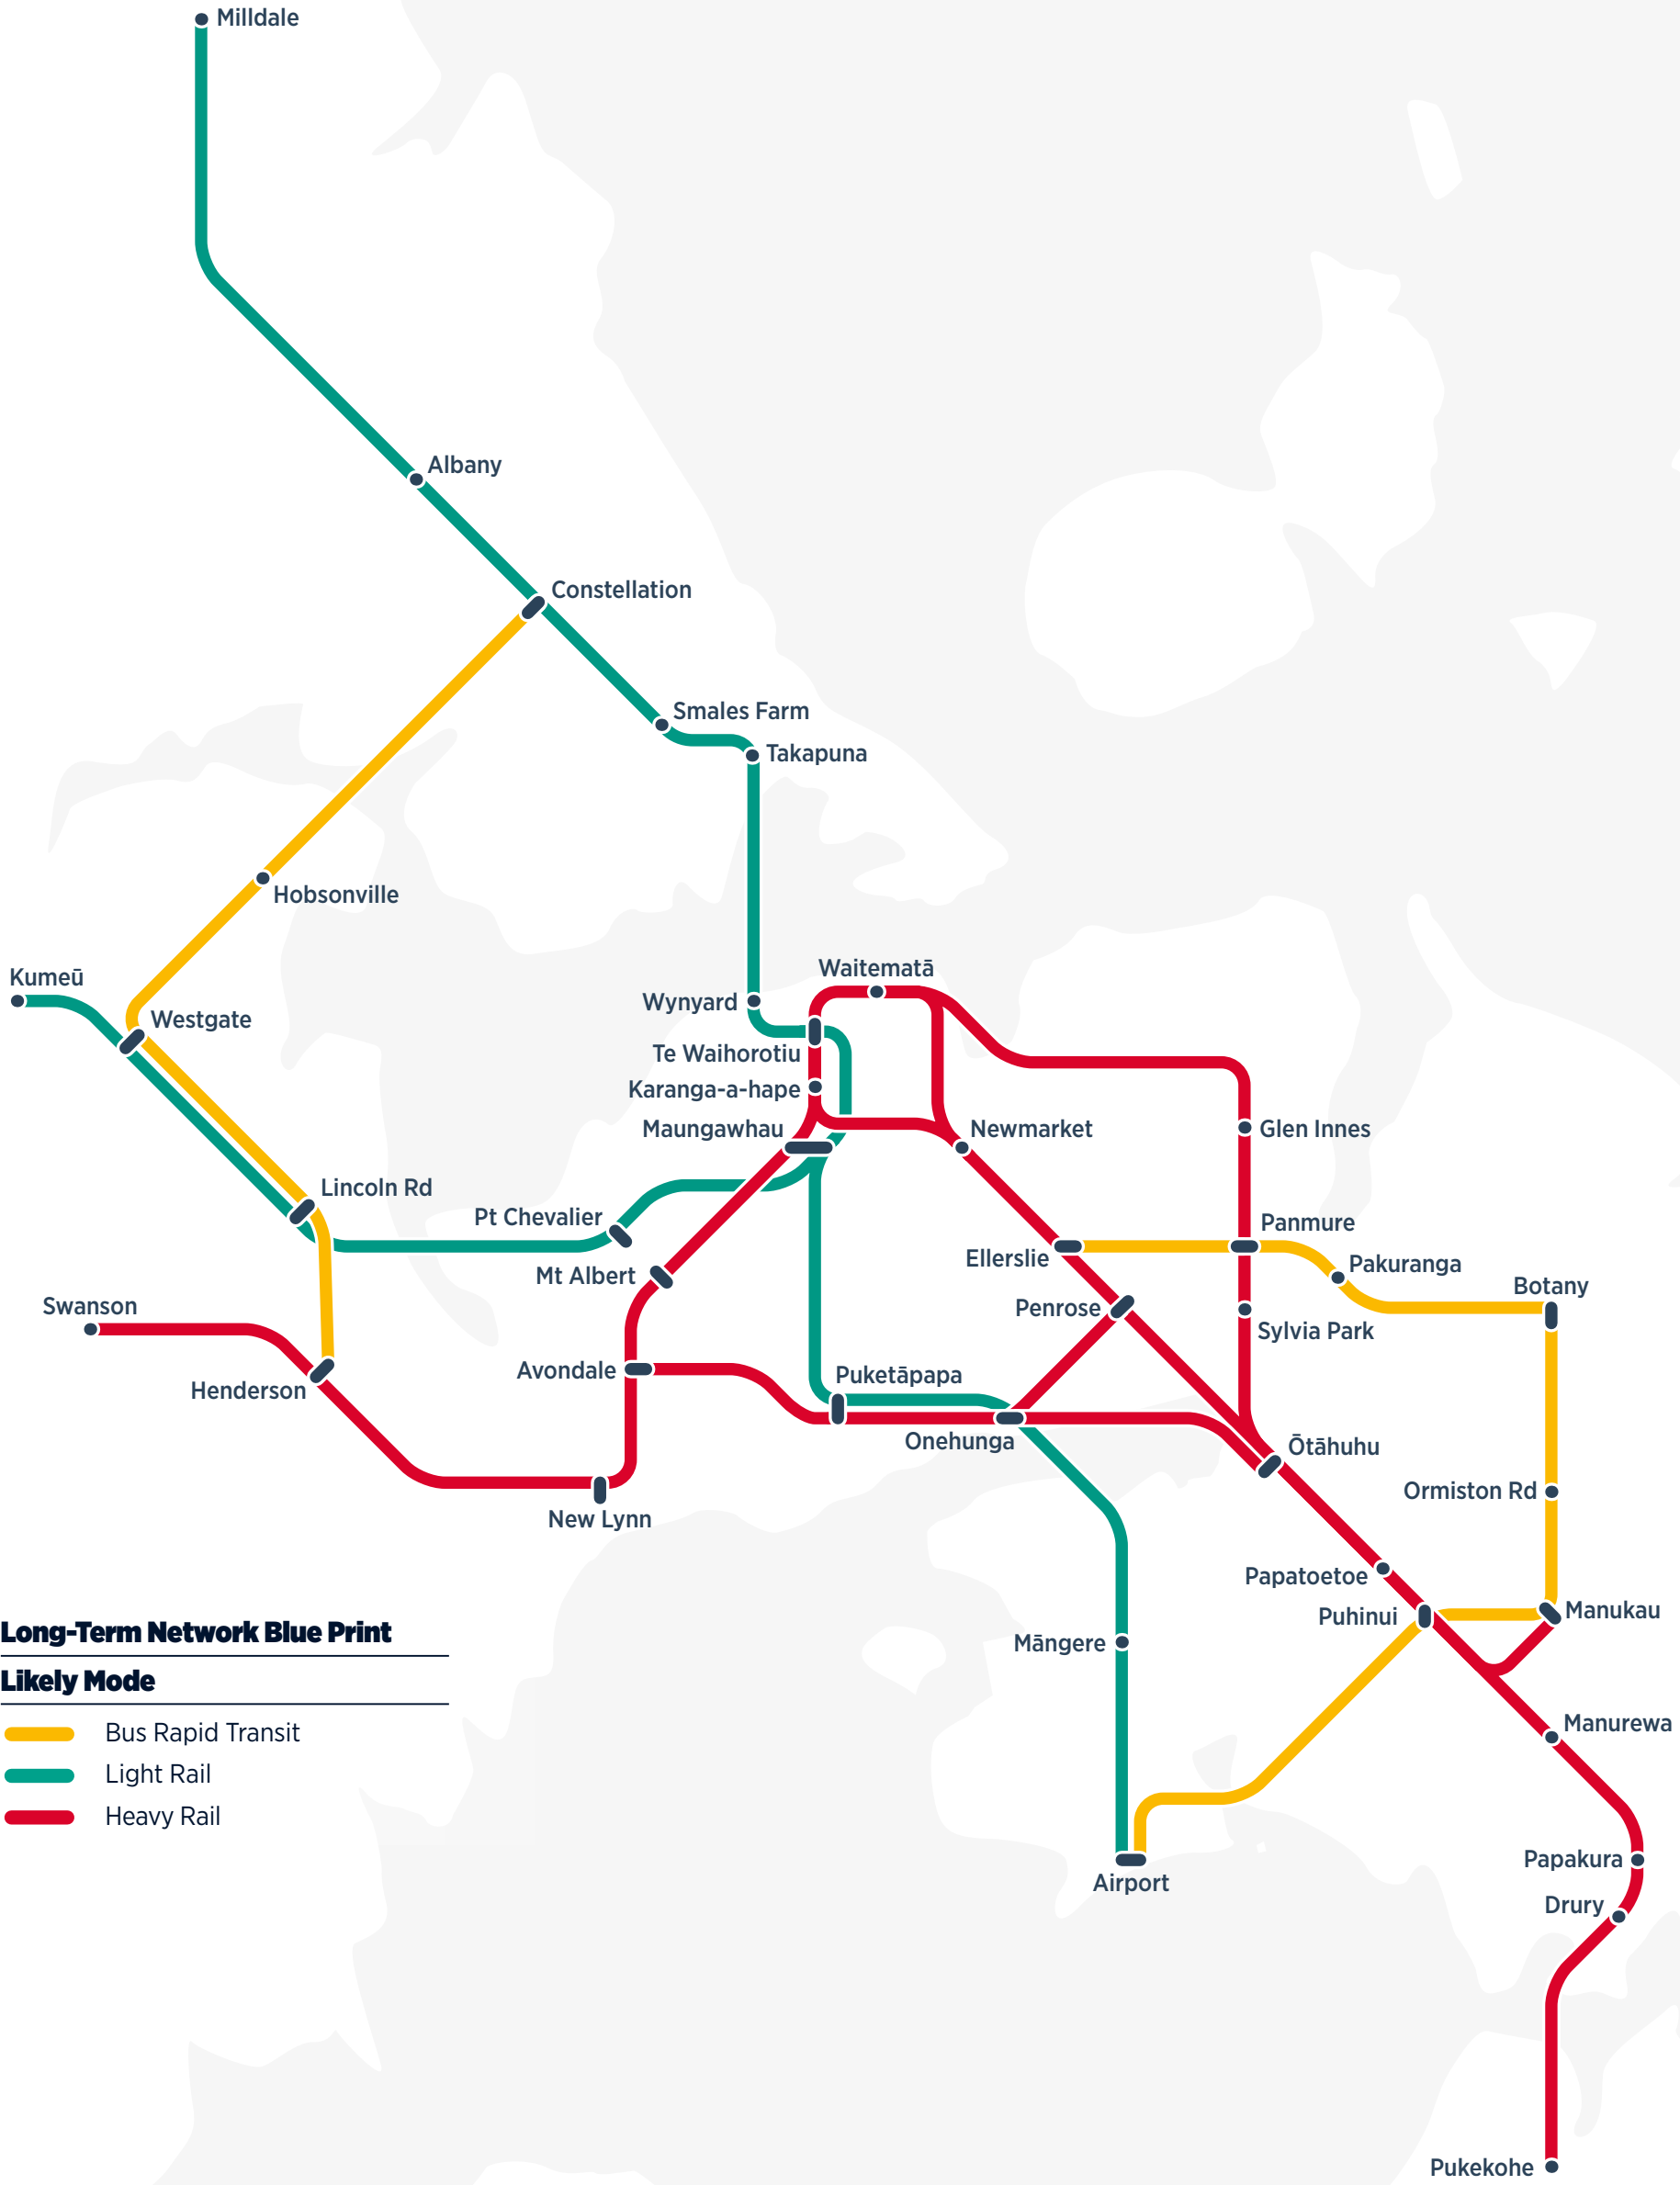 Milldale
Albany
Constellation
Smales Farm
Takapuna
Hobsonville
Waitematā
Kumeū
Wynyard
Westgate
Te Waihorotiu
Karanga-a-hape
Maungawhau
Newmarket
Glen Innes
Lincoln Rd
Pt Chevalier
Panmure
Ellerslie
Pakuranga
Mt Albert
Botany
Swanson
Penrose
Sylvia Park
Avondale
Puketāpapa
Henderson
Onehunga
Ōtāhuhu
Ormiston Rd
New Lynn
Papatoetoe
Manukau
Puhinui
Long-Term Network Blue Print
Māngere
Likely Mode
Manurewa
Bus Rapid Transit
Light Rail
Heavy Rail
Papakura
Airport
Drury
Pukekohe